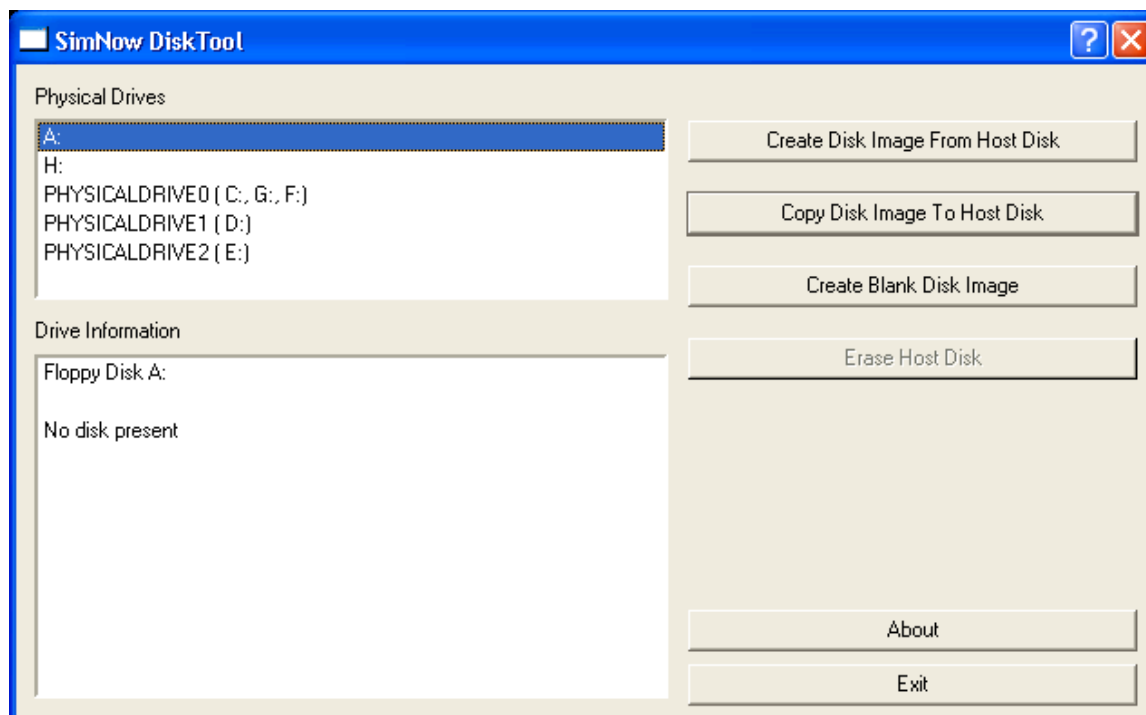 SimNow DiskTool
Physical Drives
A:
H:
PHYSICALDRIVE0 ( C:, G:, F:)
PHYSICALDRIVE1 ( D:)
PHYSICALDRIVE2 ( E:)
Drive Information
Floppy Disk A:
No disk present
Create Disk Image From Host Disk
Copy Disk Image To Host Disk
Create Blank Disk Image
Erase Host Disk
About
Exit